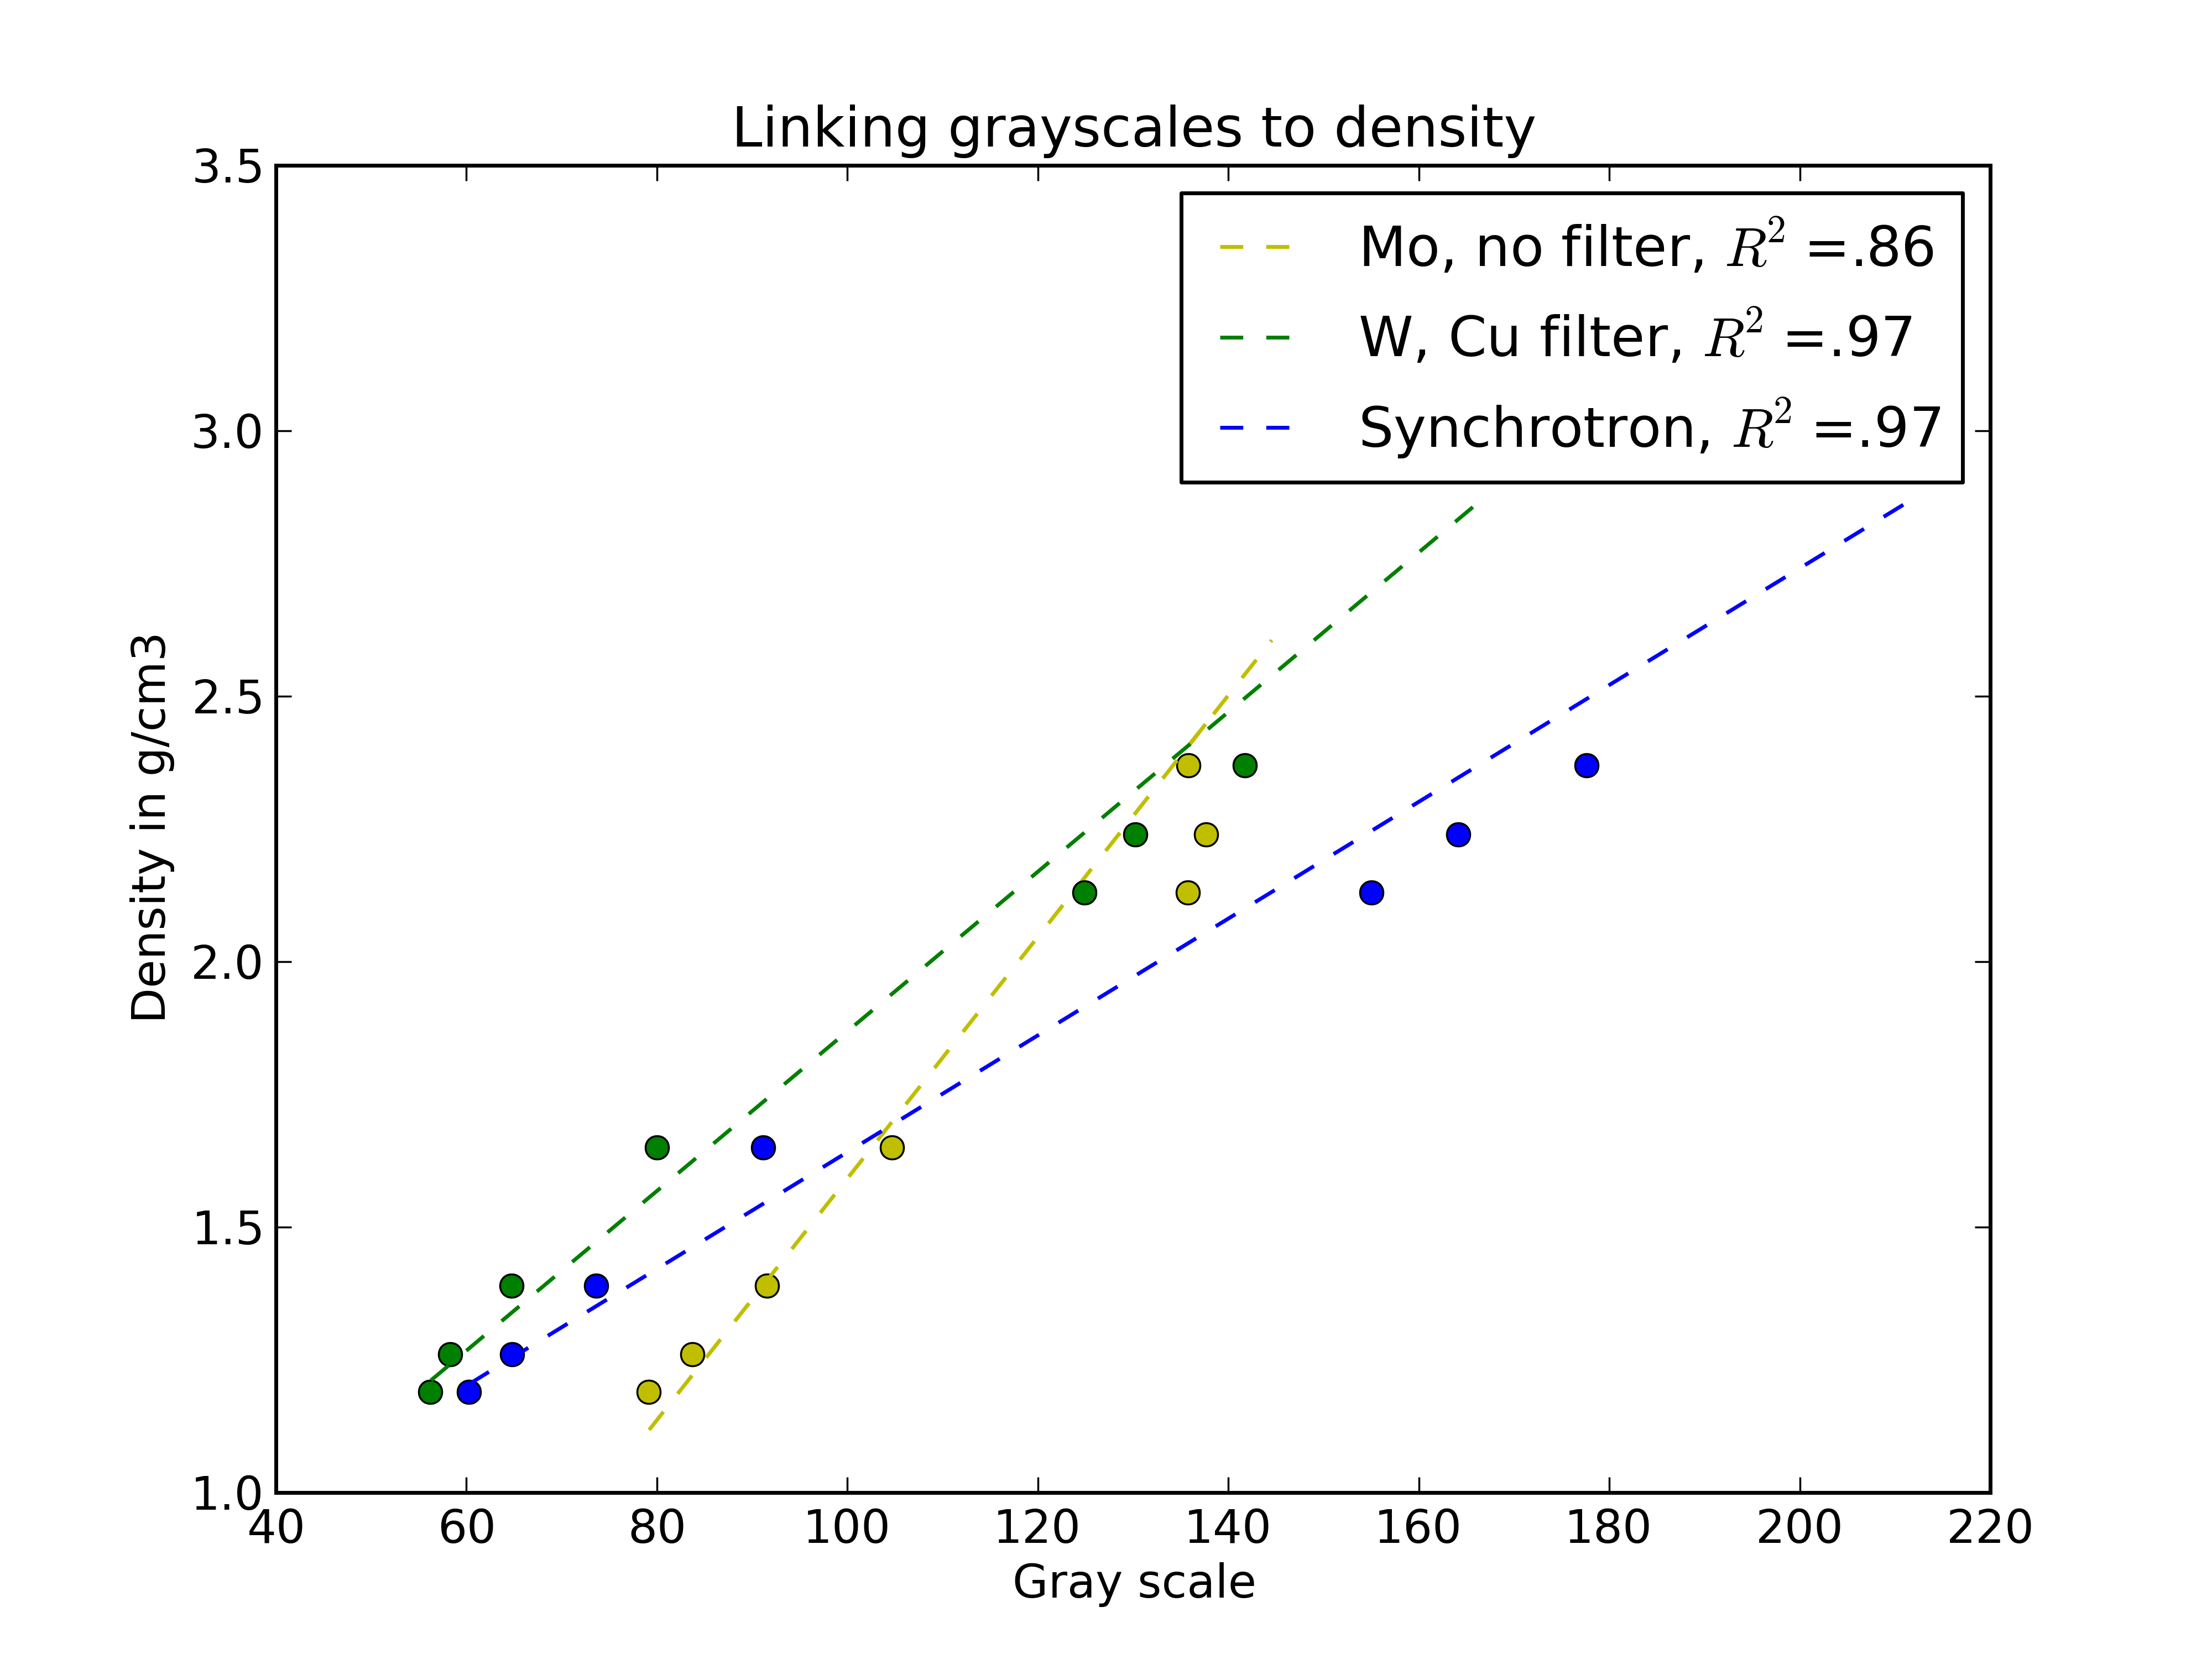 Linking grayscales to density
3.5
3.0
2.5
2.0
1.5
1.0
Density in g/cm3
Mo, no filter, R² =.86
W, Cu filter, R² =.97
Synchrotron, R² =.97
40 60 80 100 120 140 160 180 200 220
Gray scale